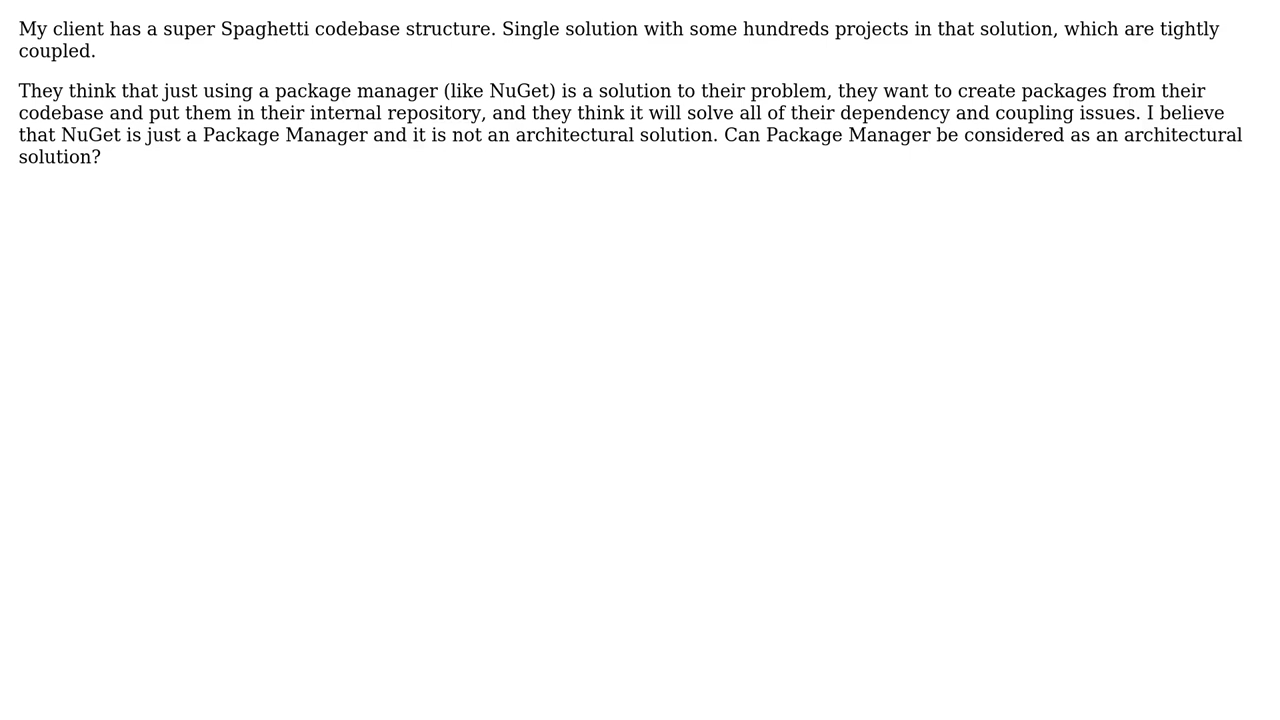 My client has a super Spaghetti codebase structure. Single solution with some hundreds projects in that solution, which are tightly
coupled.
They think that just using a package manager (like NuGet) is a solution to their problem, they want to create packages from their
codebase and put them in their internal repository, and they think it will solve all of their dependency and coupling issues. I believe
that NuGet is just a Package Manager and it is not an architectural solution. Can Package Manager be considered as an architectural
solution?